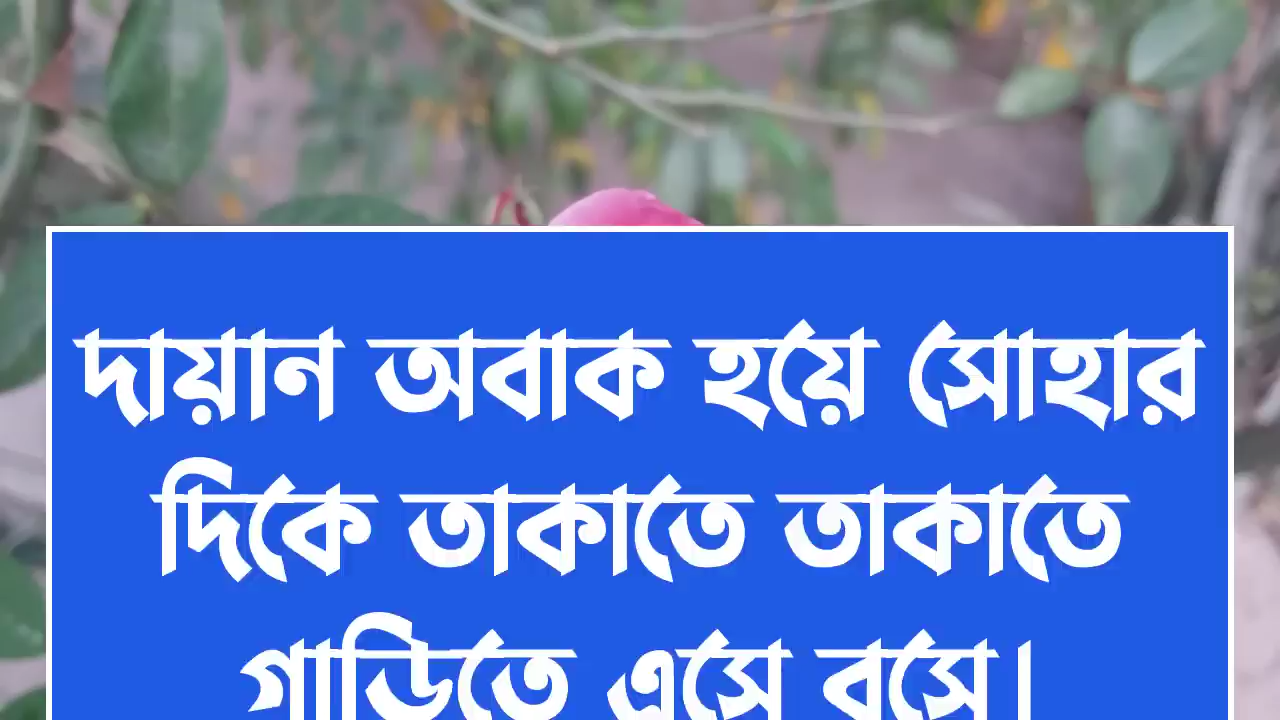 দায়ান অবাক হয়ে সোহার
দিকে তাকাতে তাকাতে
গাড়িতে এসে বসে।